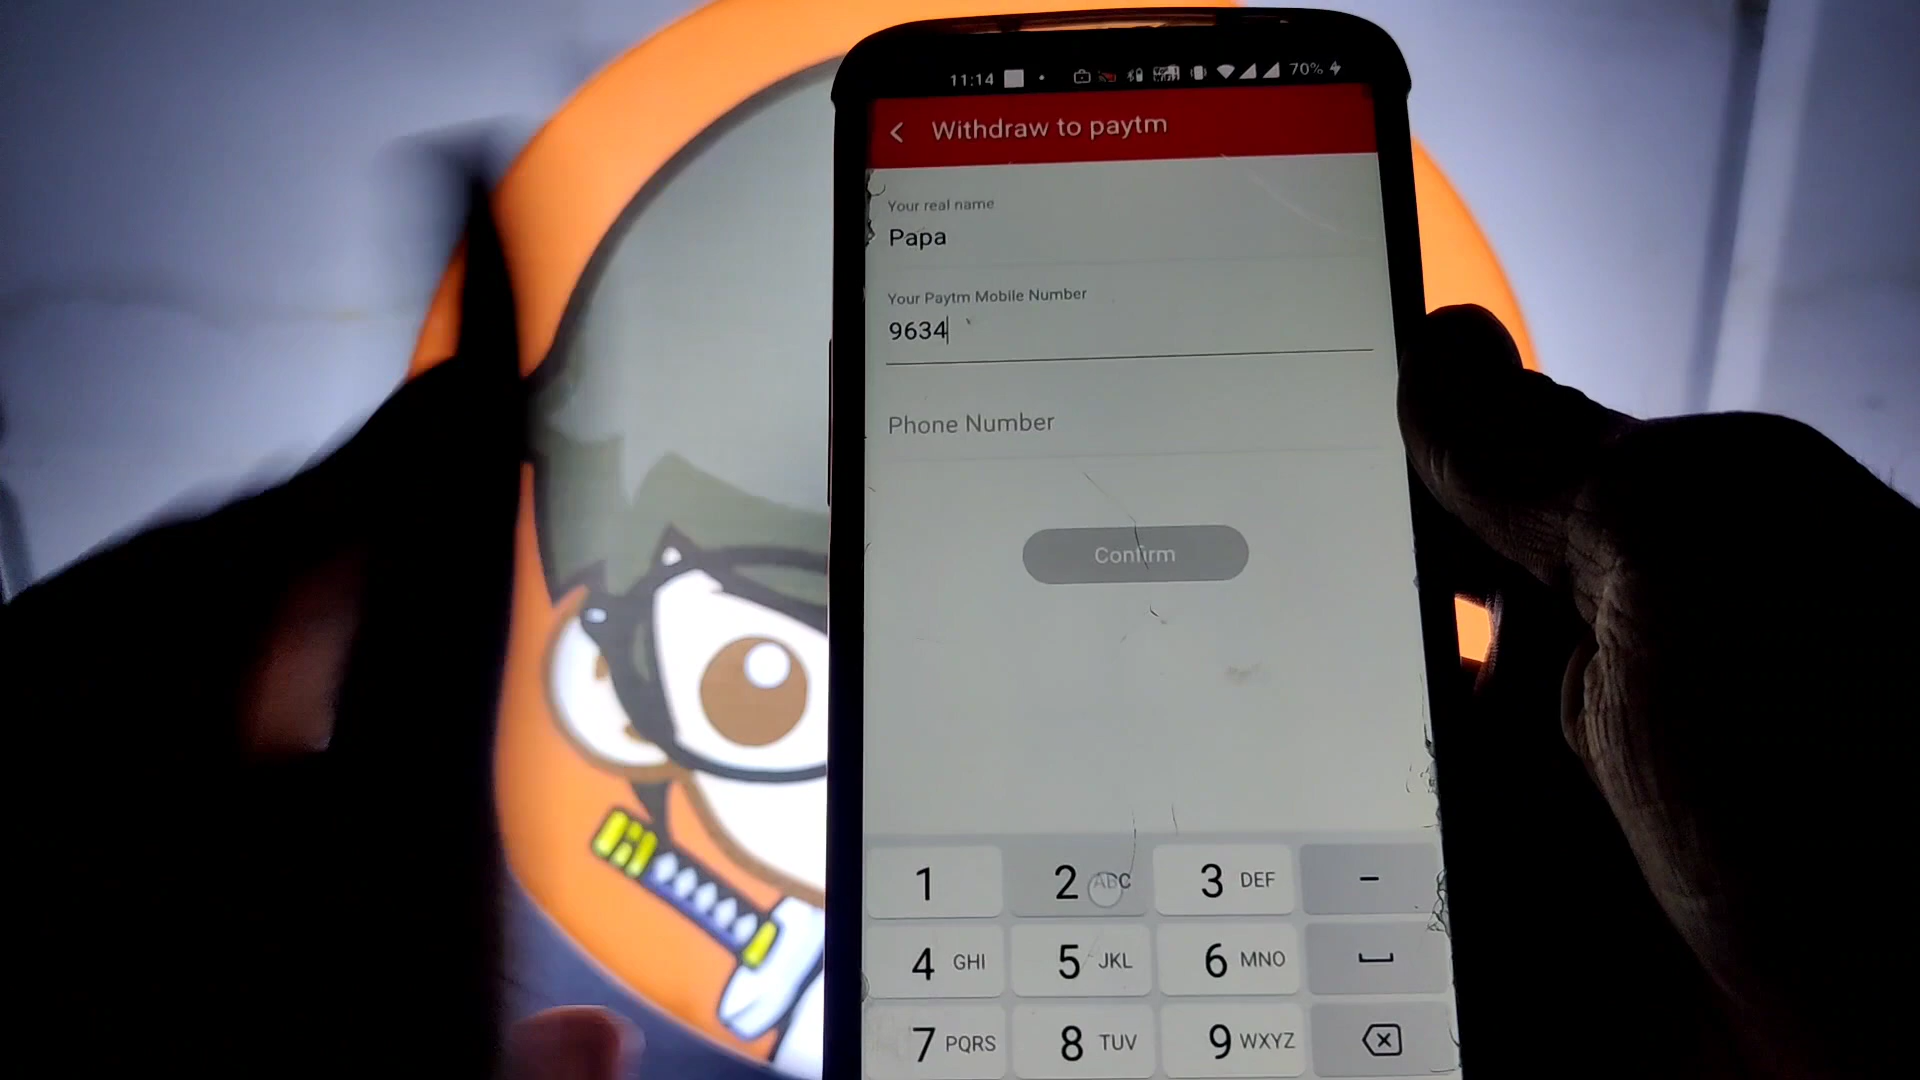 11:14 70%
Withdraw to paytm
Your real name
Papa
Your Paytm Mobile Number
9634
Phone Number
Confirm
1 2 ABC 3 DEF -
4 GHI 5 JKL 6 MNO
7 PQRS 8 TUV 9 WXYZ